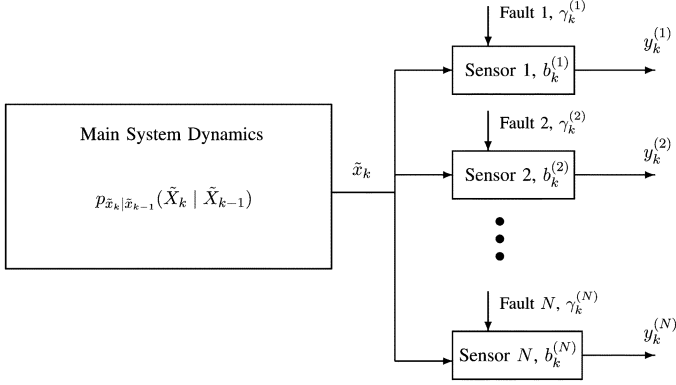 Fault 1, γ_k^(1)
y_k^(1)
Sensor 1, b_k^(1)
Main System Dynamics
p_{x̃_k|x̃_{k−1}}(X̃_k | X̃_{k−1})
x̃_k
Fault 2, γ_k^(2)
y_k^(2)
Sensor 2, b_k^(2)
Fault N, γ_k^(N)
y_k^(N)
Sensor N, b_k^(N)